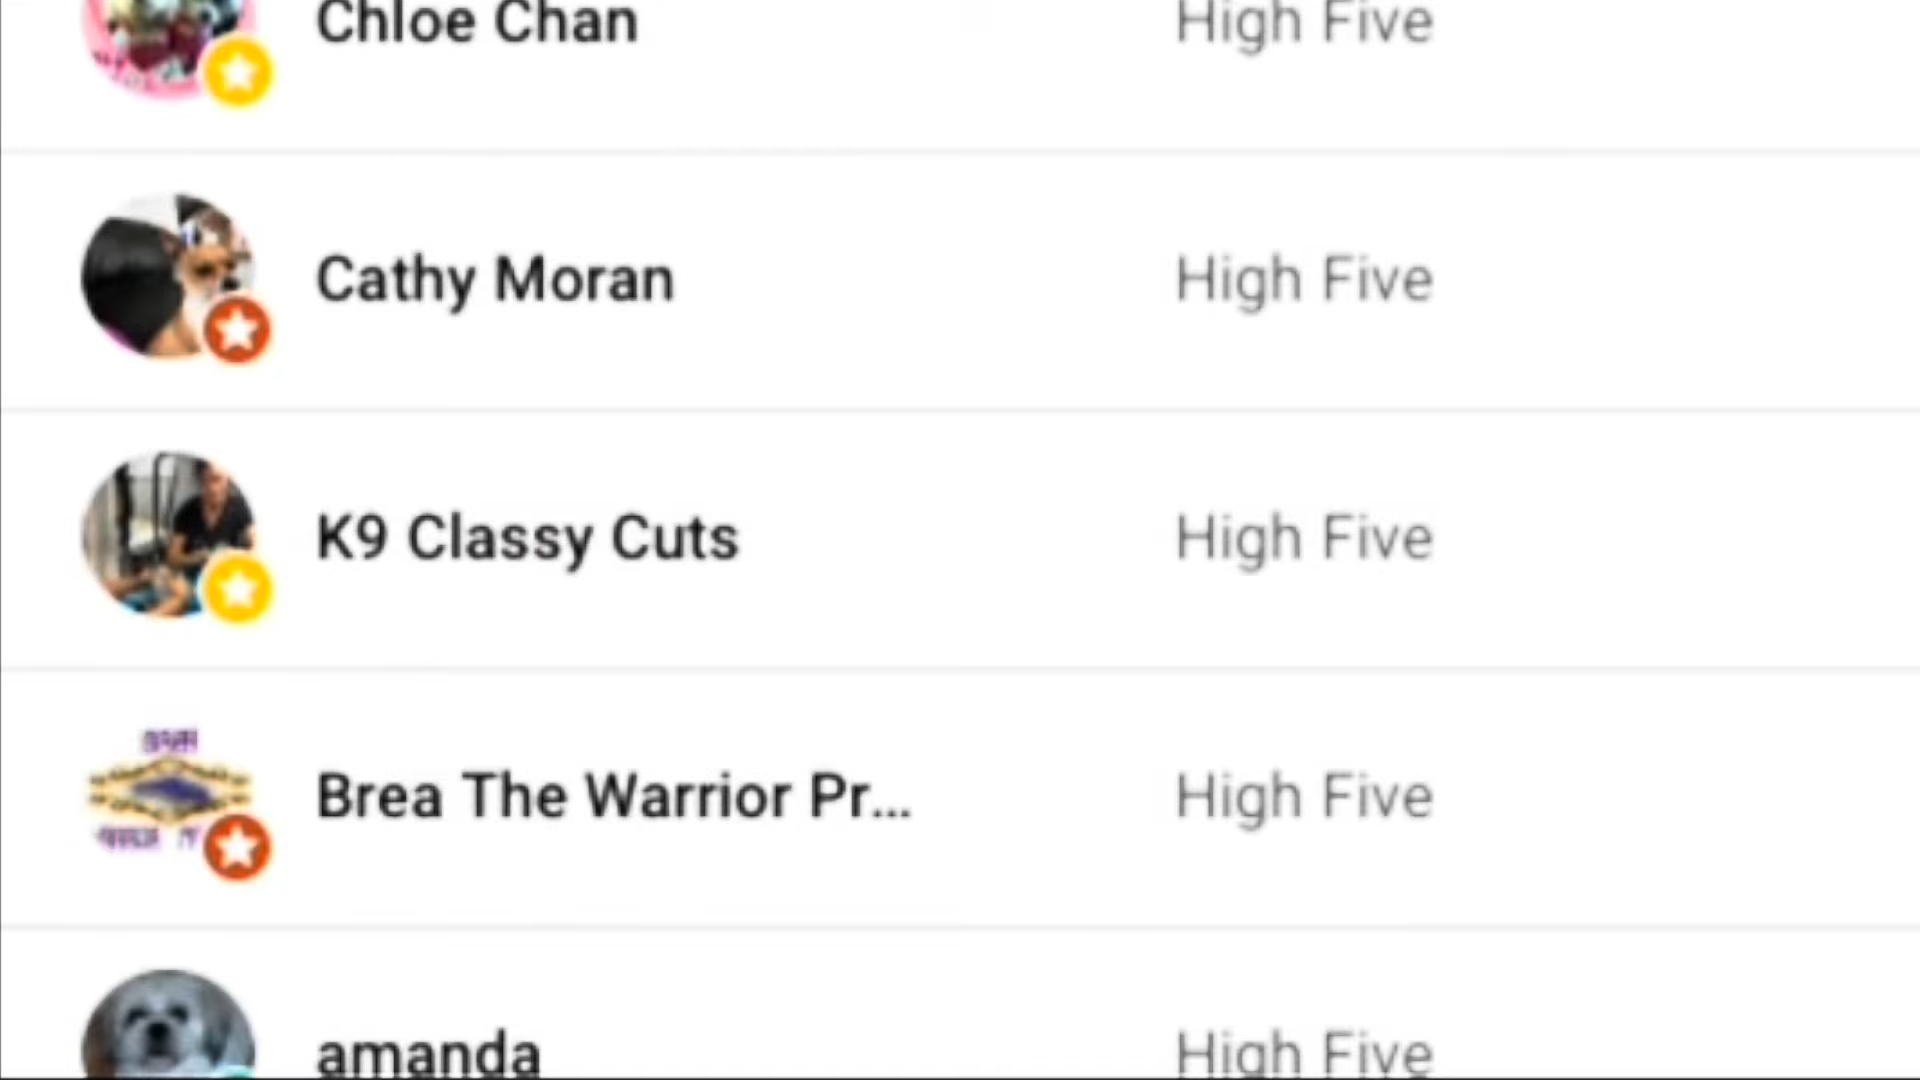 Chloe Chan High Five
Cathy Moran High Five
K9 Classy Cuts High Five
Brea The Warrior Pr... High Five
amanda High Five